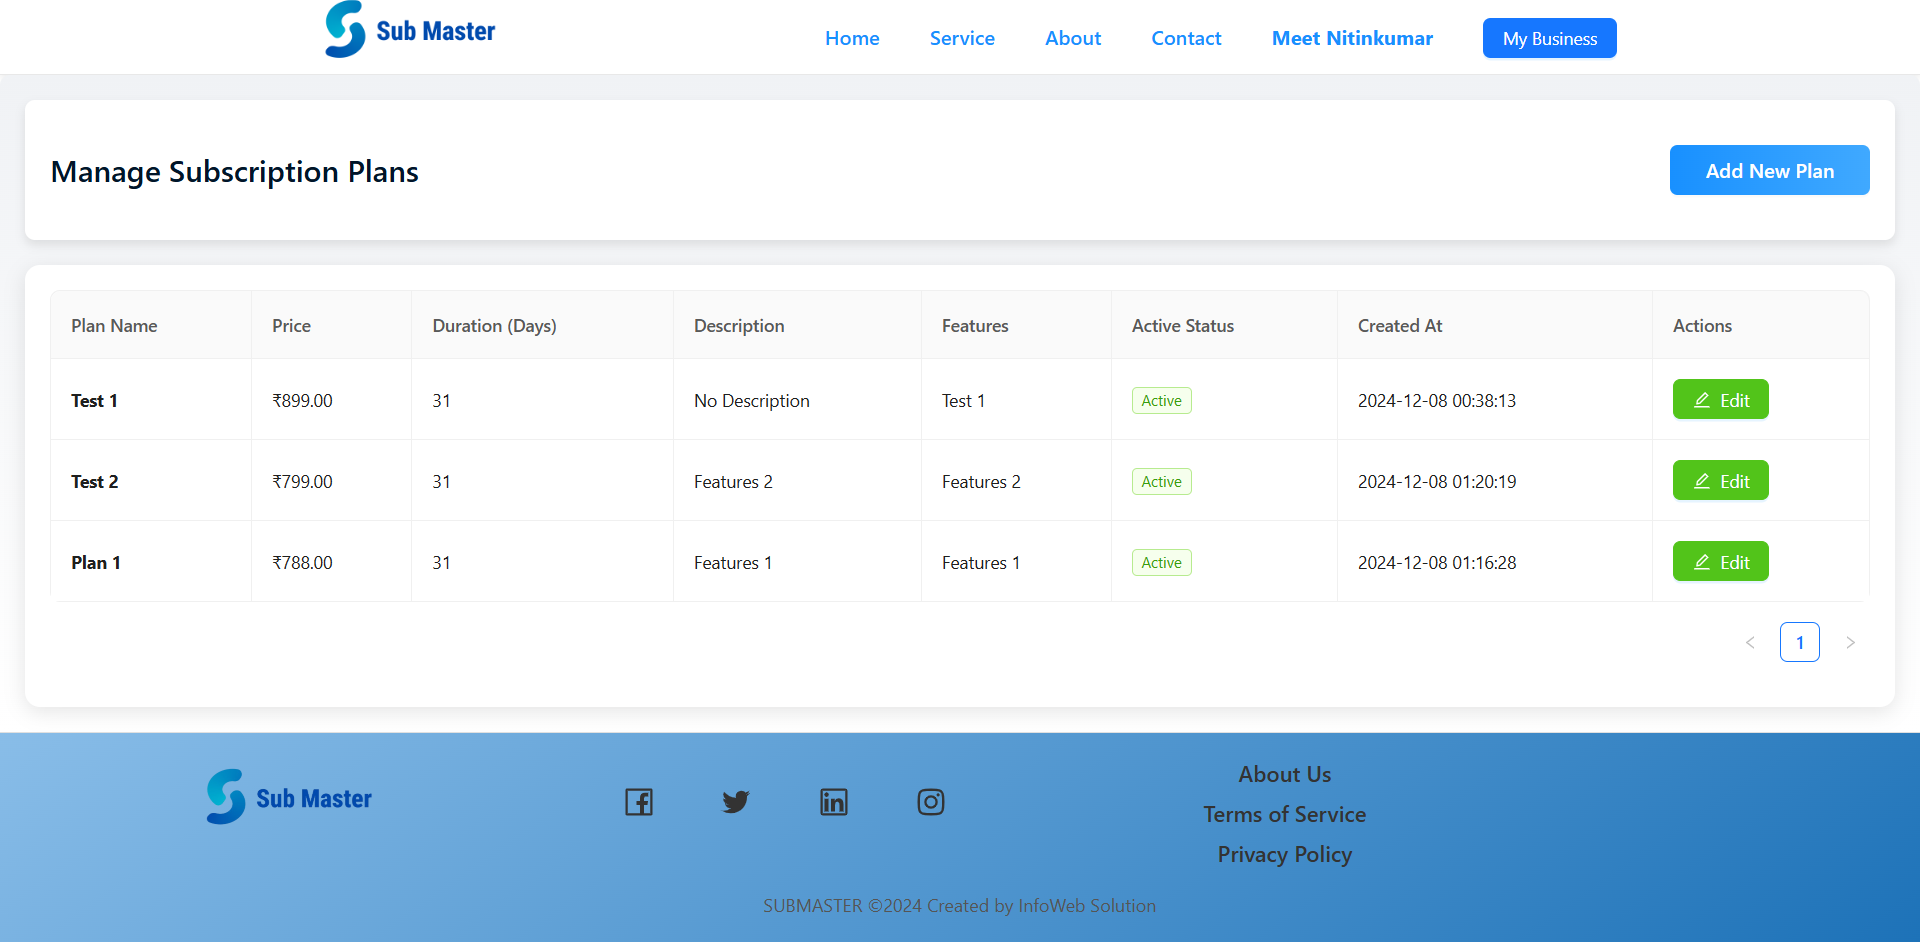 Sub Master
Home Service About Contact Meet Nitinkumar My Business
Manage Subscription Plans
Add New Plan
Plan Name Price Duration (Days) Description Features Active Status Created At Actions
Test 1 ₹899.00 31 No Description Test 1 Active 2024-12-08 00:38:13 Edit
Test 2 ₹799.00 31 Features 2 Features 2 Active 2024-12-08 01:20:19 Edit
Plan 1 ₹788.00 31 Features 1 Features 1 Active 2024-12-08 01:16:28 Edit
< 1 >
Sub Master
About Us
Terms of Service
Privacy Policy
SUBMASTER ©2024 Created by InfoWeb Solution